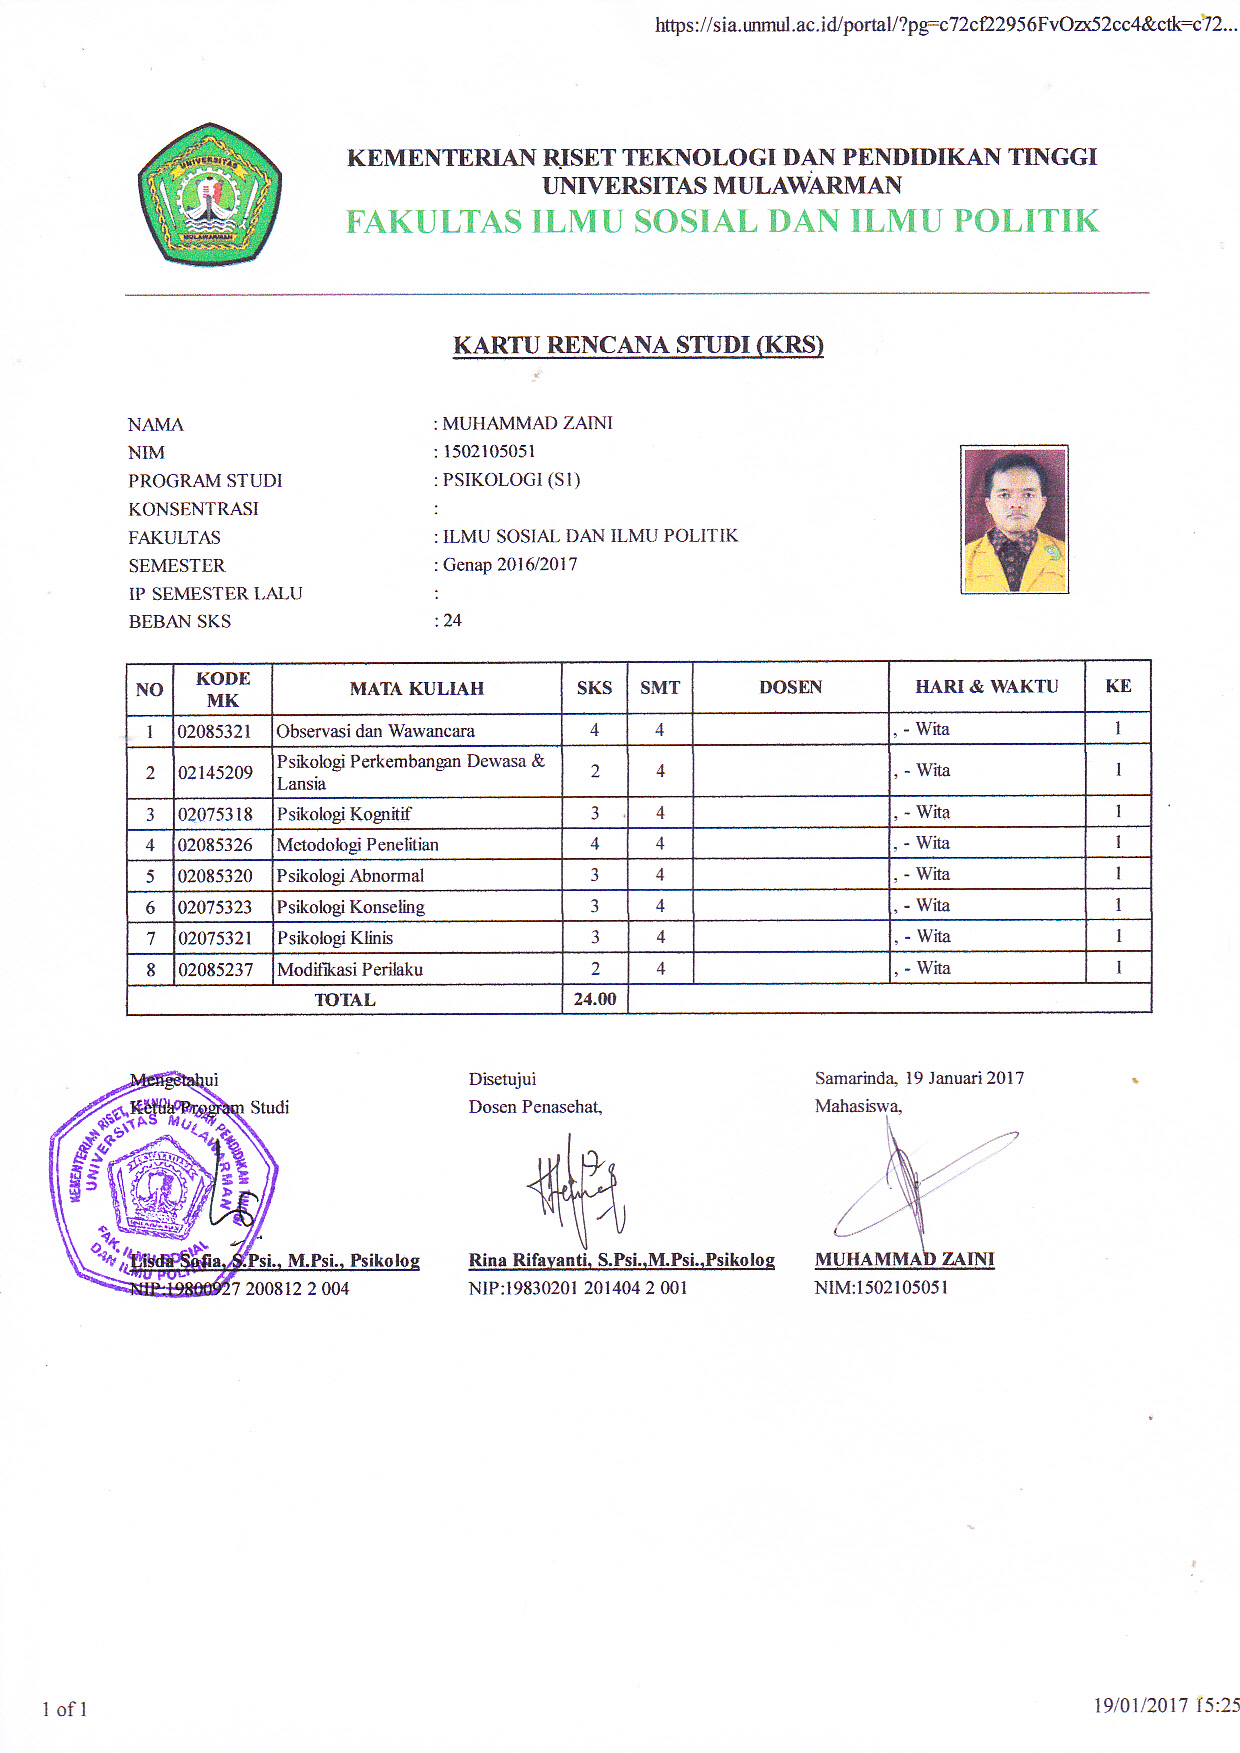 https://sia.unmul.ac.id/portal/?pg=c72cf22956FvOzx52cc4&ctk=c72...
UNIVERSITAS
MULAWARMAN
KEMENTERIAN RISET TEKNOLOGI DAN PENDIDIKAN TINGGI
UNIVERSITAS MULAWARMAN
FAKULTAS ILMU SOSIAL DAN ILMU POLITIK
KARTU RENCANA STUDI (KRS)
NAMA : MUHAMMAD ZAINI
NIM : 1502105051
PROGRAM STUDI : PSIKOLOGI (S1)
KONSENTRASI :
FAKULTAS : ILMU SOSIAL DAN ILMU POLITIK
SEMESTER : Genap 2016/2017
IP SEMESTER LALU :
BEBAN SKS : 24
NO KODE MK MATA KULIAH SKS SMT DOSEN HARI & WAKTU KE
1 02085321 Observasi dan Wawancara 4 4 , - Wita 1
2 02145209 Psikologi Perkembangan Dewasa & Lansia 2 4 , - Wita 1
3 02075318 Psikologi Kognitif 3 4 , - Wita 1
4 02085326 Metodologi Penelitian 4 4 , - Wita 1
5 02085320 Psikologi Abnormal 3 4 , - Wita 1
6 02075323 Psikologi Konseling 3 4 , - Wita 1
7 02075321 Psikologi Klinis 3 4 , - Wita 1
8 02085237 Modifikasi Perilaku 2 4 , - Wita 1
TOTAL 24.00
Mengetahui
Ketua Program Studi
KEMENTERIAN RISET, TEKNOLOGI DAN PENDIDIKAN TINGGI
UNIVERSITAS MULAWARMAN
FAK. ILMU SOSIAL
DAN ILMU POLITIK
Lisda Sofia, S.Psi., M.Psi., Psikolog
NIP:19800927 200812 2 004
Disetujui
Dosen Penasehat,
Rina Rifayanti, S.Psi.,M.Psi.,Psikolog
NIP:19830201 201404 2 001
Samarinda, 19 Januari 2017
Mahasiswa,
MUHAMMAD ZAINI
NIM:1502105051
1 of 1
19/01/2017 15:25